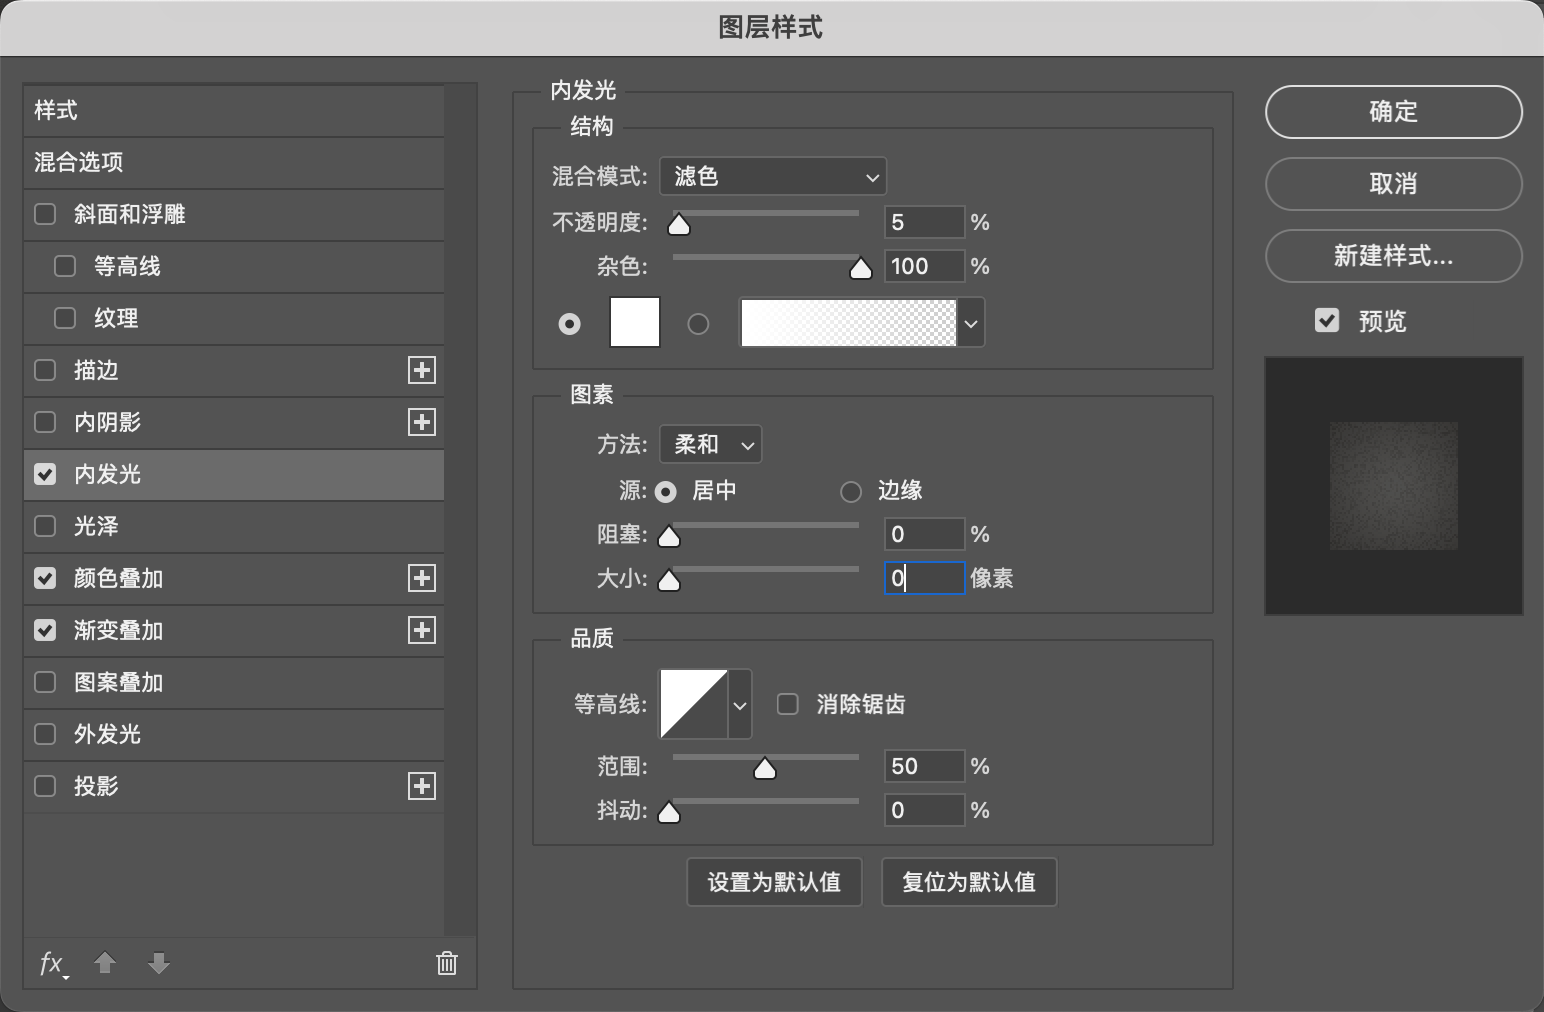 图层样式
样式
混合选项
斜面和浮雕
等高线
纹理
描边
内阴影
内发光
光泽
颜色叠加
渐变叠加
图案叠加
外发光
投影
fx
内发光
结构
混合模式: 滤色
不透明度: 5 %
杂色: 100 %
图素
方法: 柔和
源: 居中 边缘
阻塞: 0 %
大小: 0 像素
品质
等高线: 消除锯齿
范围: 50 %
抖动: 0 %
设置为默认值 复位为默认值
确定
取消
新建样式...
预览